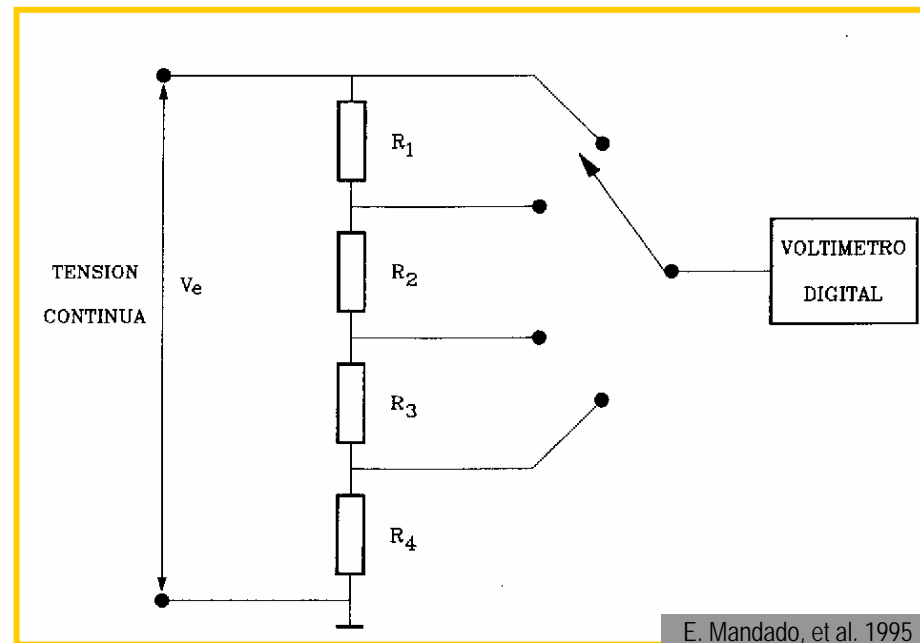 R1
R2
R3
R4
TENSION
CONTINUA
Ve
VOLTIMETRO
DIGITAL
E. Mandado, et al. 1995